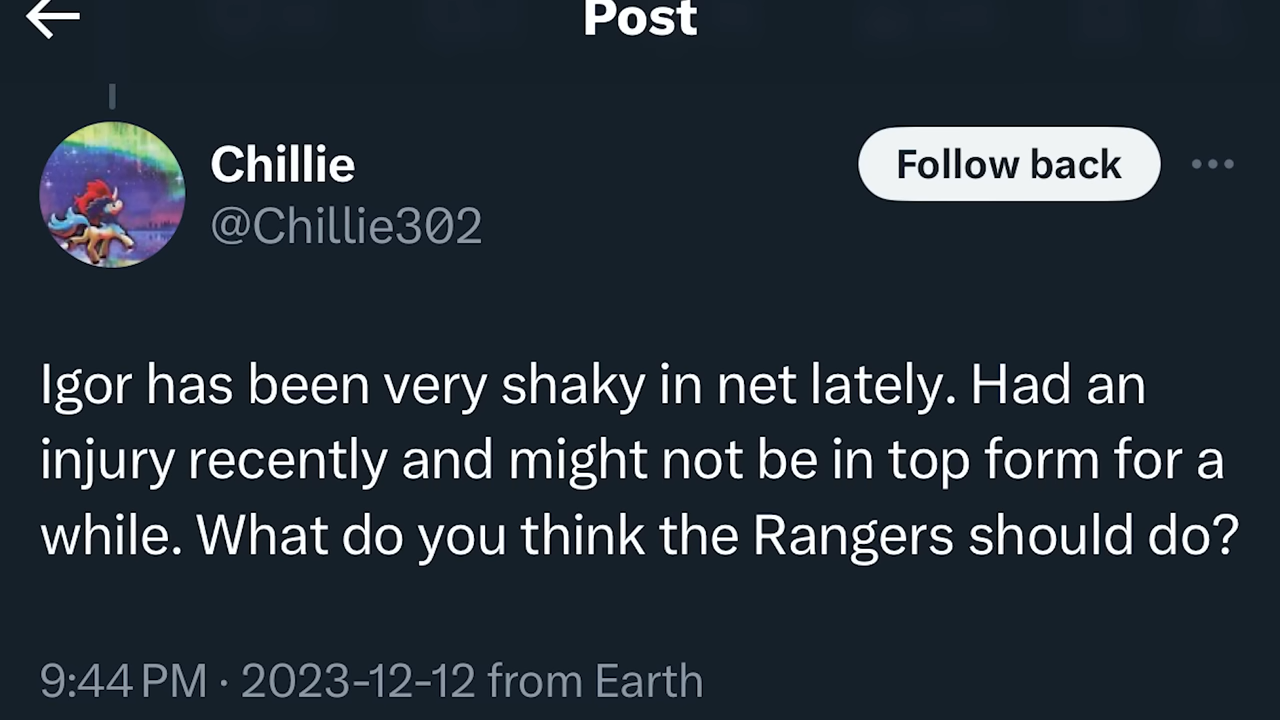 Post
Chillie
Follow back
@Chillie302
Igor has been very shaky in net lately. Had an
injury recently and might not be in top form for a
while. What do you think the Rangers should do?
9:44 PM · 2023-12-12 from Earth